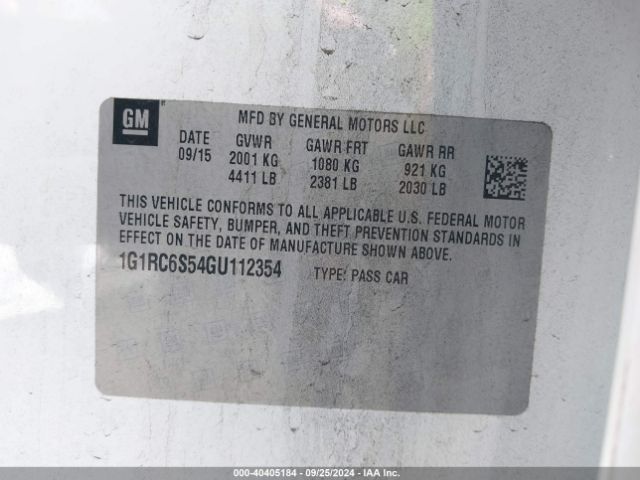 GM
MFD BY GENERAL MOTORS LLC
DATE GVWR GAWR FRT GAWR RR
09/15 2001 KG 1080 KG 921 KG
4411 LB 2381 LB 2030 LB
THIS VEHICLE CONFORMS TO ALL APPLICABLE U.S. FEDERAL MOTOR
VEHICLE SAFETY, BUMPER, AND THEFT PREVENTION STANDARDS IN
EFFECT ON THE DATE OF MANUFACTURE SHOWN ABOVE.
1G1RC6S54GU112354 TYPE: PASS CAR
000-40405184 - 09/25/2024 - IAA Inc.